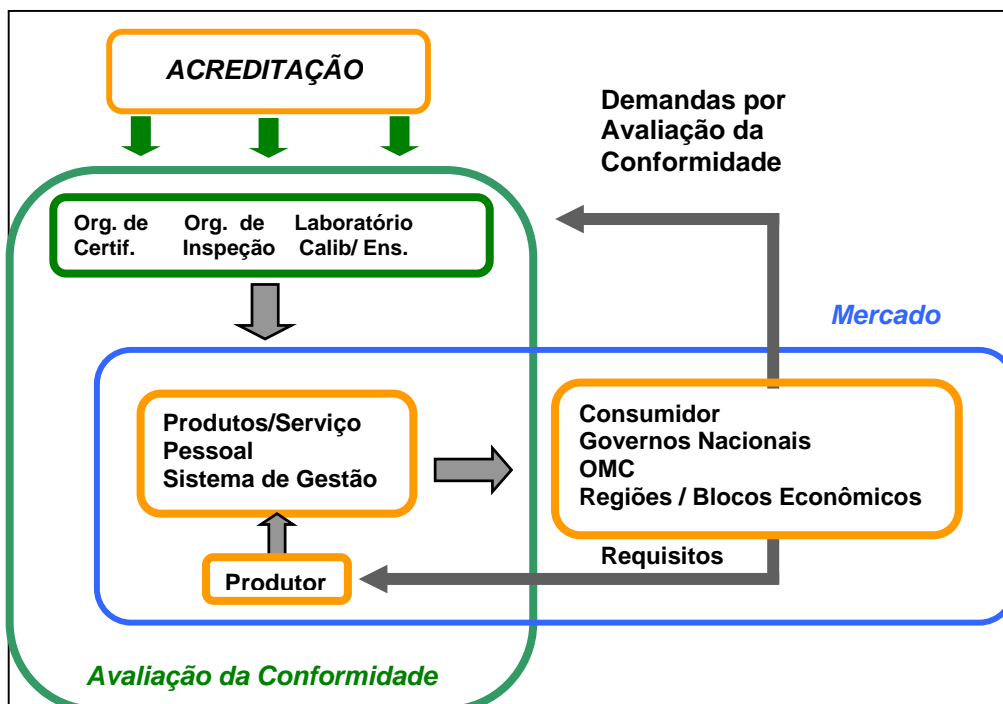 ACREDITAÇÃO
Demandas por
Avaliação da
Conformidade
Org. de Org. de Laboratório
Certif. Inspeção Calib/ Ens.
Mercado
Produtos/Serviço
Pessoal
Sistema de Gestão
Consumidor
Governos Nacionais
OMC
Regiões / Blocos Econômicos
Requisitos
Produtor
Avaliação da Conformidade